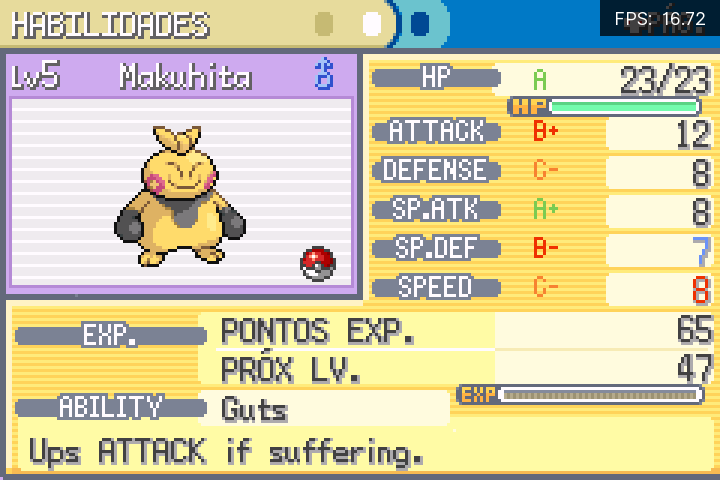 HABILIDADES
FPS: 16.72
Lv5 Makuhita ♂
HP A 23/23
HP
ATTACK B+ 12
DEFENSE C- 8
SP.ATK A+ 8
SP.DEF B- 7
SPEED C- 8
EXP. PONTOS EXP. 65
PRÓX LV. 47
EXP
ABILITY Guts
Ups ATTACK if suffering.